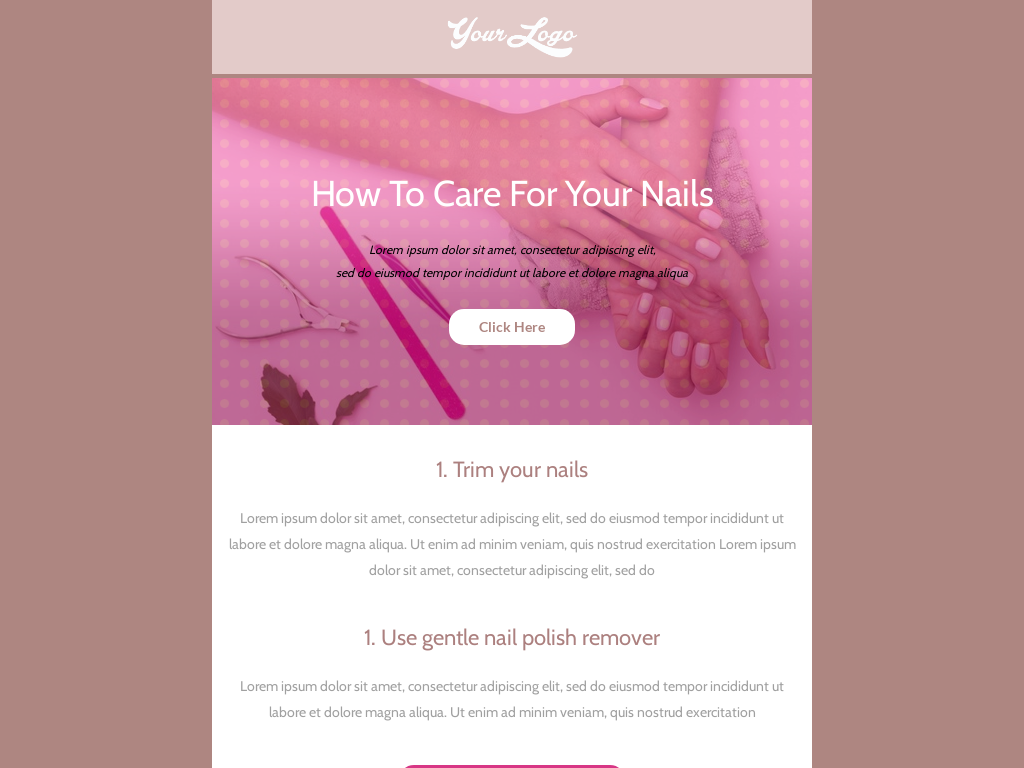 Your Logo
How To Care For Your Nails
Lorem ipsum dolor sit amet, consectetur adipiscing elit,
sed do eiusmod tempor incididunt ut labore et dolore magna aliqua
Click Here
1. Trim your nails
Lorem ipsum dolor sit amet, consectetur adipiscing elit, sed do eiusmod tempor incididunt ut
labore et dolore magna aliqua. Ut enim ad minim veniam, quis nostrud exercitation Lorem ipsum
dolor sit amet, consectetur adipiscing elit, sed do
1. Use gentle nail polish remover
Lorem ipsum dolor sit amet, consectetur adipiscing elit, sed do eiusmod tempor incididunt ut
labore et dolore magna aliqua. Ut enim ad minim veniam, quis nostrud exercitation